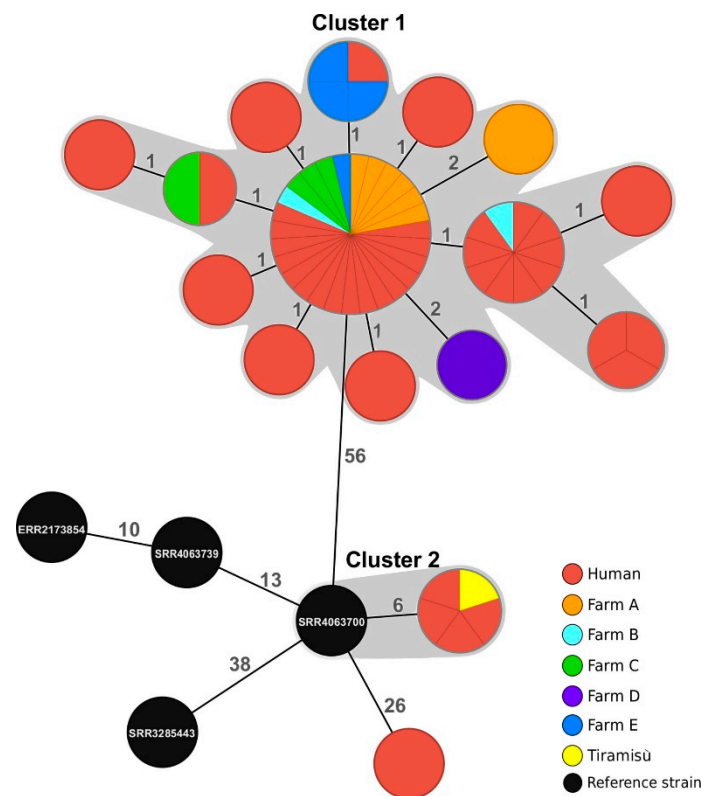 Cluster 1
1
1
1
1
2
1
1
1
1
1
1
1
2
1
1
56
ERR2173854
10
SRR4063739
13
Cluster 2
SRR4063700
6
38
26
SRR3285443
Human
Farm A
Farm B
Farm C
Farm D
Farm E
Tiramisù
Reference strain